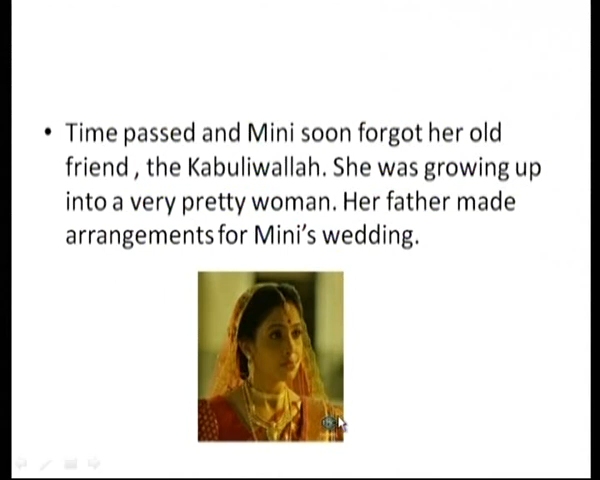 • Time passed and Mini soon forgot her old
friend , the Kabuliwallah. She was growing up
into a very pretty woman. Her father made
arrangements for Mini’s wedding.